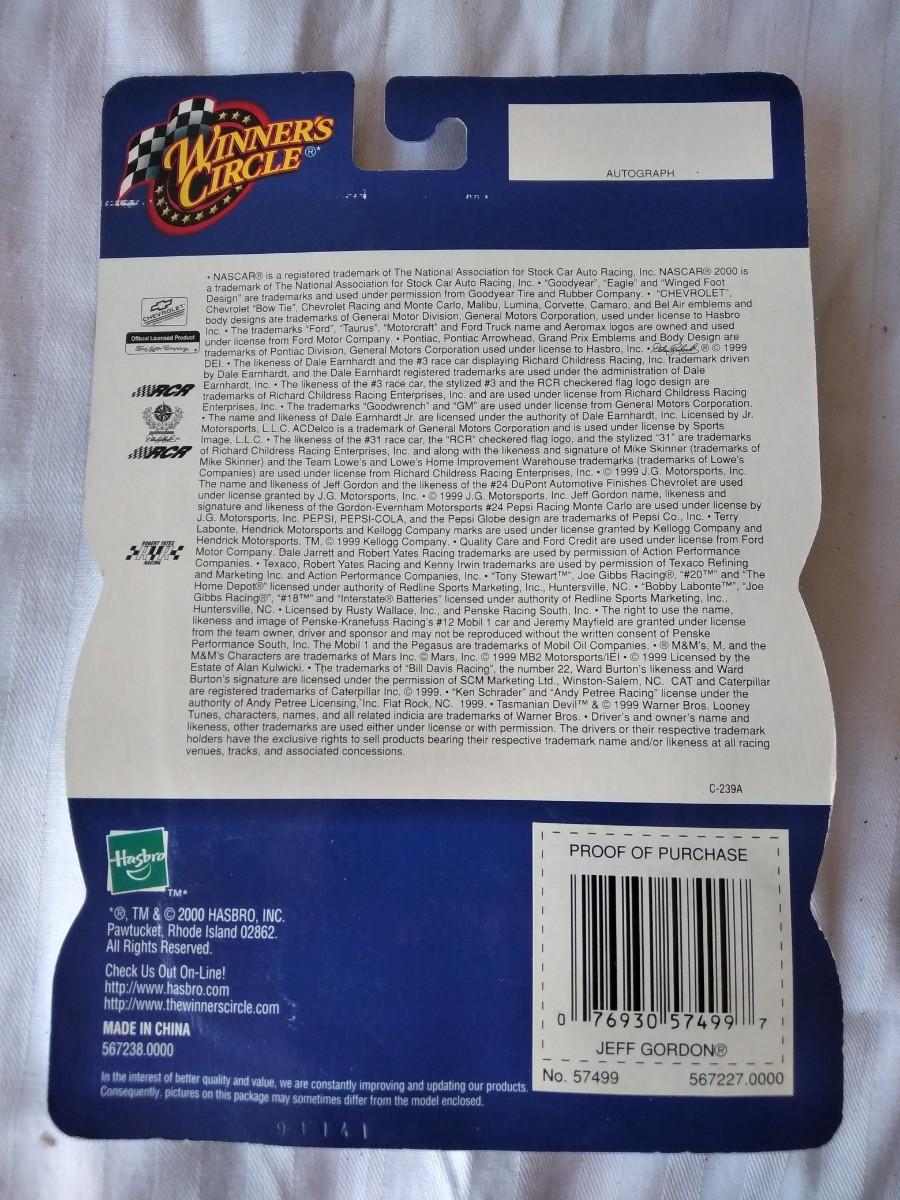 WINNER'S
CIRCLE®*
AUTOGRAPH
• NASCAR® is a registered trademark of The National Association for Stock Car Auto Racing, Inc. NASCAR® 2000 is
a trademark of The National Association for Stock Car Auto Racing, Inc. • "Goodyear", "Eagle" and "Winged Foot
Design" are trademarks and used under permission from Goodyear Tire and Rubber Company. • "CHEVROLET",
Chevrolet "Bow Tie", Chevrolet Racing and Monte Carlo, Malibu, Lumina, Corvette, Camaro, and Bel Air emblems and
body designs are trademarks of General Motor Division, General Motors Corporation, used under license to Hasbro
Inc. • The trademarks "Ford", "Taurus", "Motorcraft" and Ford Truck name and Aeromax logos are owned and used
under license from Ford Motor Company. • Pontiac, Pontiac Arrowhead, Grand Prix Emblems and Body Design are
trademarks of Pontiac Division, General Motors Corporation used under license to Hasbro, Inc. • ® © 1999
DEI. • The likeness of Dale Earnhardt and the #3 race car displaying Richard Childress Racing, Inc. trademark driven
by Dale Earnhardt, and the Dale Earnhardt registered trademarks are used under the administration of Dale
Earnhardt, Inc. • The likeness of the #3 race car, the stylized #3 and the RCR checkered flag logo design are
trademarks of Richard Childress Racing Enterprises, Inc. and are used under license from Richard Childress Racing
Enterprises, Inc. • The trademarks "Goodwrench" and "GM" are used under license from General Motors Corporation.
• The name and likeness of Dale Earnhardt Jr. are licensed under the authority of Dale Earnhardt, Inc. Licensed by Jr.
Motorsports, L.L.C. ACDelco is a trademark of General Motors Corporation and is used under license by Sports
Image, L.L.C. • The likeness of the #31 race car, the "RCR" checkered flag logo, and the stylized "31" are trademarks
of Richard Childress Racing Enterprises, Inc. and along with the likeness and signature of Mike Skinner (trademarks of
Mike Skinner) and the Team Lowe's and Lowe's Home Improvement Warehouse trademarks (trademarks of Lowe's
Companies) are used under license from Richard Childress Racing Enterprises, Inc. • © 1999 J.G. Motorsports, Inc.
The name and likeness of Jeff Gordon and the likeness of the #24 DuPont Automotive Finishes Chevrolet are used
under license granted by J.G. Motorsports, Inc. • © 1999 J.G. Motorsports, Inc. Jeff Gordon name, likeness and
signature and likeness of the Gordon-Evernham Motorsports #24 Pepsi Racing Monte Carlo are used under license by
J.G. Motorsports, Inc. PEPSI, PEPSI-COLA, and the Pepsi Globe design are trademarks of Pepsi Co., Inc. • Terry
Labonte, Hendrick Motorsports and Kellogg Company marks are used under license granted by Kellogg Company and
Hendrick Motorsports. TM, © 1999 Kellogg Company. • Quality Care and Ford Credit are used under license from Ford
Motor Company. Dale Jarrett and Robert Yates Racing trademarks are used by permission of Action Performance
Companies. • Texaco, Robert Yates Racing and Kenny Irwin trademarks are used by permission of Texaco Refining
and Marketing Inc. and Action Performance Companies, Inc. • "Tony Stewart™", Joe Gibbs Racing®, "#20™" and "The
Home Depot®" licensed under authority of Redline Sports Marketing, Inc., Huntersville, NC. • "Bobby Labonte™", "Joe
Gibbs Racing®", "#18™" and "Interstate® Batteries" licensed under authority of Redline Sports Marketing, Inc.,
Huntersville, NC. • Licensed by Rusty Wallace, Inc., and Penske Racing South, Inc. • The right to use the name,
likeness and image of Penske-Kranefuss Racing's #12 Mobil 1 car and Jeremy Mayfield are granted under license
from the team owner, driver and sponsor and may not be reproduced without the written consent of Penske
Performance South, Inc. The Mobil 1 and the Pegasus are trademarks of Mobil Oil Companies. • ® M&M's, M, and the
M&M's Characters are trademarks of Mars Inc. © Mars, Inc. © 1999 MB2 Motorsports/IEI • © 1999 Licensed by the
Estate of Alan Kulwicki. • The trademarks of "Bill Davis Racing", the number 22, Ward Burton's likeness and Ward
Burton's signature are licensed under the permission of SCM Marketing Ltd., Winston-Salem, NC. CAT and Caterpillar
are registered trademarks of Caterpillar Inc. © 1999. • "Ken Schrader" and "Andy Petree Racing" license under the
authority of Andy Petree Licensing, Inc. Flat Rock, NC. 1999. • Tasmanian Devil™ & © 1999 Warner Bros. Looney
Tunes, characters, names, and all related indicia are trademarks of Warner Bros. • Driver's and owner's name and
likeness, other trademarks are used either under license or with permission. The drivers or their respective trademark
holders have the exclusive rights to sell products bearing their respective trademark name and/or likeness at all racing
venues, tracks, and associated concessions.
CHEVROLET
Official Licensed Product
Ford Motor Company
RCR
RCR
ROBERT YATES
RACING
C-239A
Hasbro
TM*
*®, TM & © 2000 HASBRO, INC.
Pawtucket, Rhode Island 02862.
All Rights Reserved.
Check Us Out On-Line!
http://www.hasbro.com
http://www.thewinnerscircle.com
MADE IN CHINA
567238.0000
In the interest of better quality and value, we are constantly improving and updating our products.
Consequently, pictures on this package may sometimes differ from the model enclosed.
PROOF OF PURCHASE
0 76930 57499 7
JEFF GORDON®
No. 57499 567227.0000